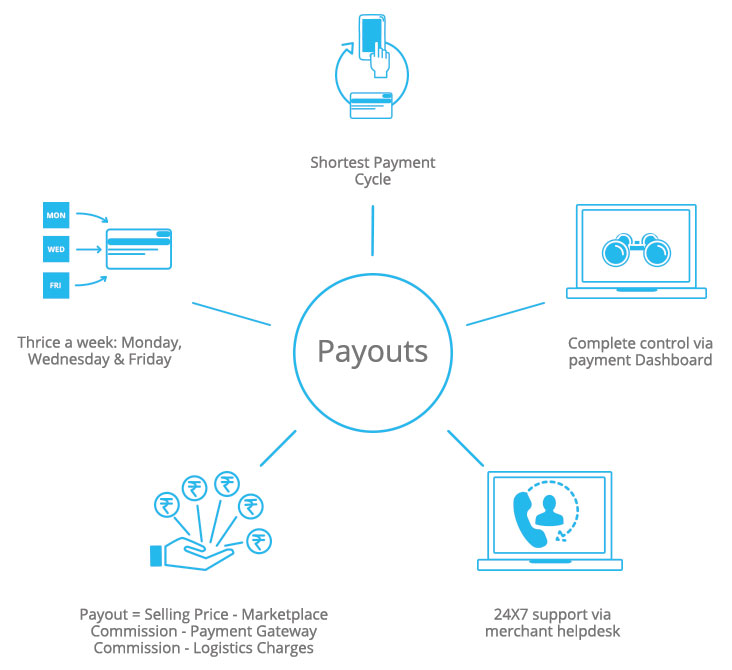 Shortest Payment
Cycle
MON
WED
FRI
Thrice a week: Monday,
Wednesday & Friday
Payouts
Complete control via
payment Dashboard
₹
₹
₹
₹
₹
Payout = Selling Price - Marketplace
Commission - Payment Gateway
Commission - Logistics Charges
24X7 support via
merchant helpdesk